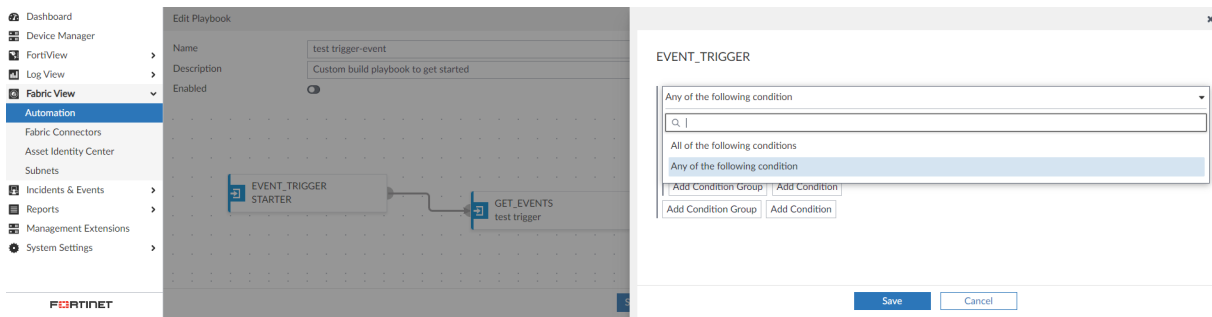 Dashboard
Device Manager
FortiView
Log View
Fabric View
Automation
Fabric Connectors
Asset Identity Center
Subnets
Incidents & Events
Reports
Management Extensions
System Settings
FORTINET
Edit Playbook
Name
test trigger-event
Description
Custom build playbook to get started
Enabled
EVENT_TRIGGER
STARTER
GET_EVENTS
test trigger
EVENT_TRIGGER
Any of the following condition
All of the following conditions
Any of the following condition
Add Condition Group Add Condition
Add Condition Group Add Condition
Save Cancel